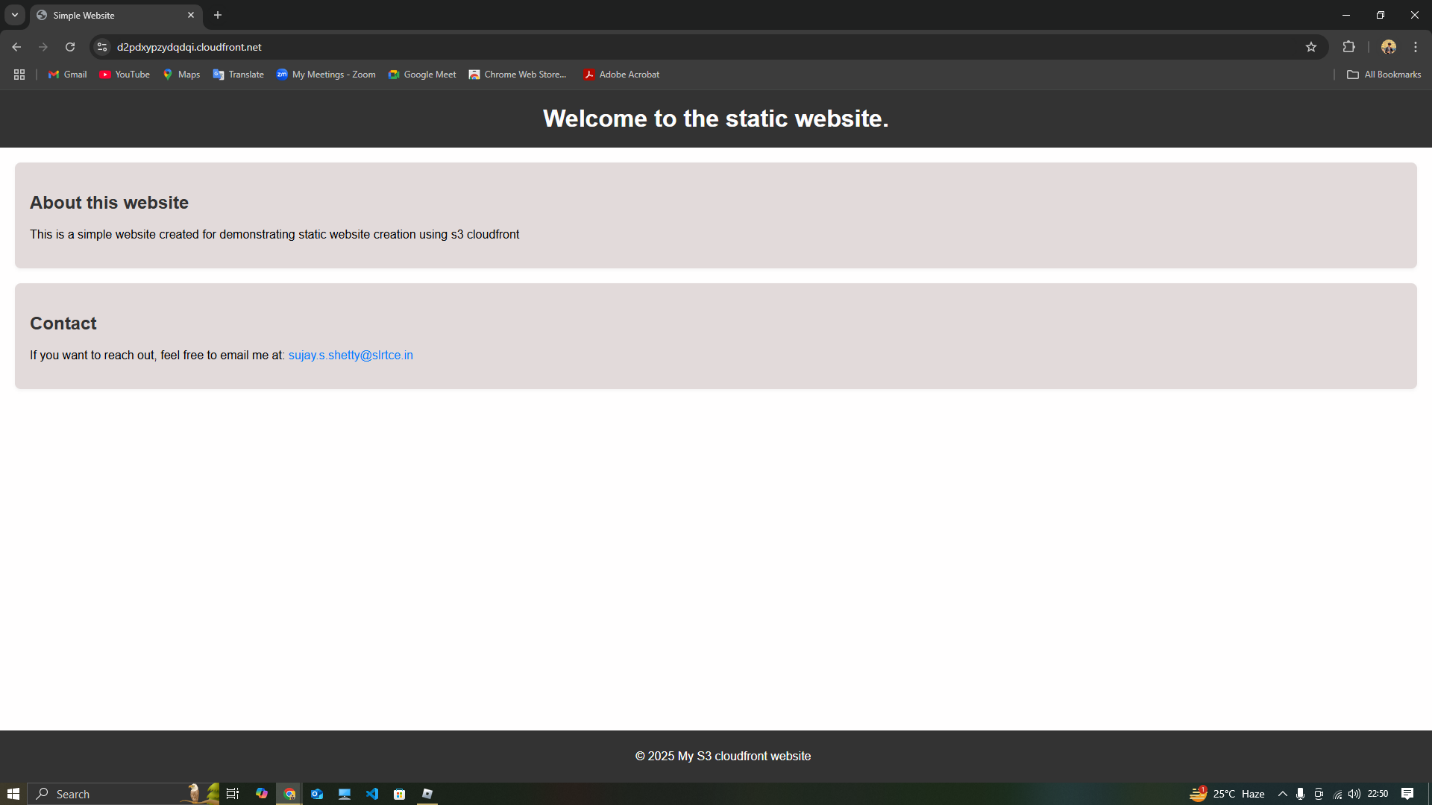 Simple Website
d2pdxypzydqdqi.cloudfront.net
Gmail YouTube Maps Translate My Meetings - Zoom Google Meet Chrome Web Store... Adobe Acrobat All Bookmarks
Welcome to the static website.
About this website
This is a simple website created for demonstrating static website creation using s3 cloudfront
Contact
If you want to reach out, feel free to email me at: sujay.s.shetty@slrtce.in
© 2025 My S3 cloudfront website
Search 1 25°C Haze 22:50